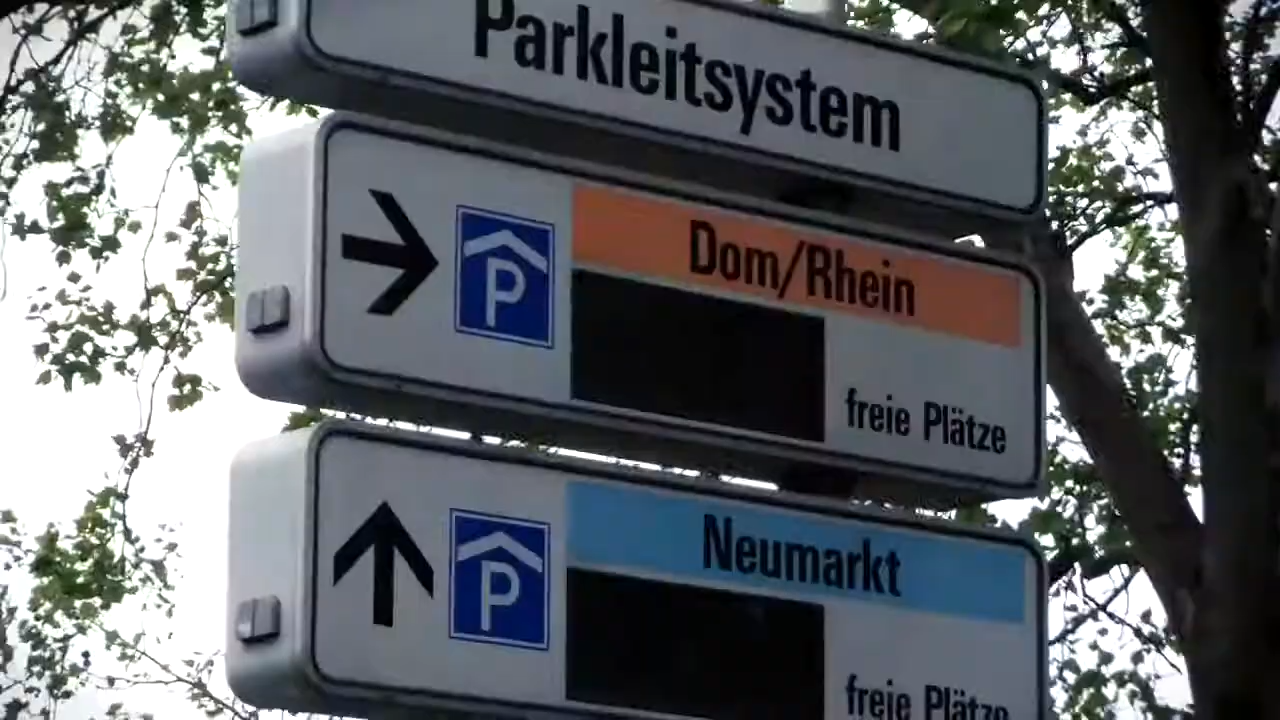 Parkleitsystem
P
Dom/Rhein
freie Plätze
P
Neumarkt
freie Plätze